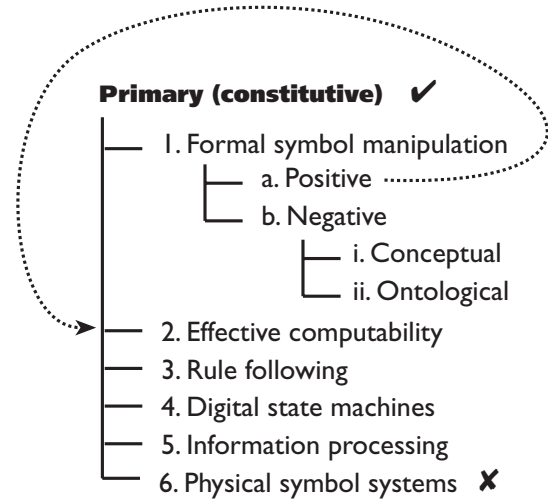 Primary (constitutive) ✔
1. Formal symbol manipulation
a. Positive
b. Negative
i. Conceptual
ii. Ontological
2. Effective computability
3. Rule following
4. Digital state machines
5. Information processing
6. Physical symbol systems ✘